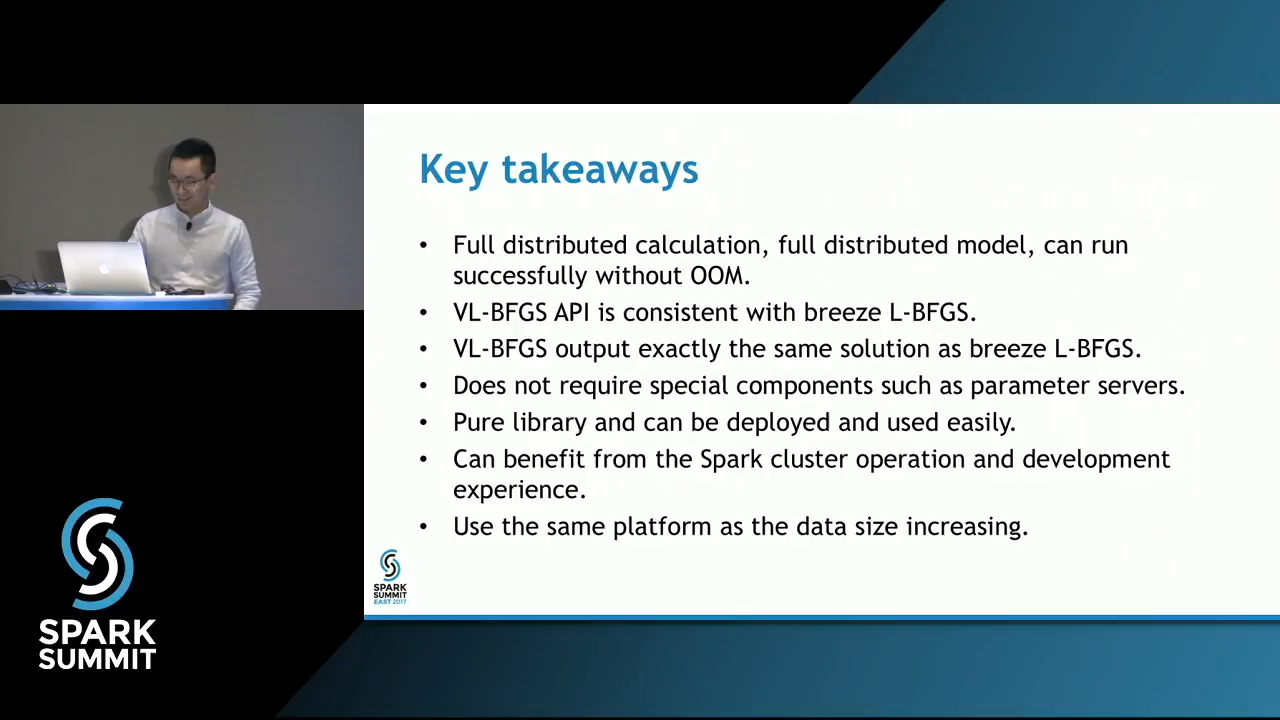 Key takeaways
• Full distributed calculation, full distributed model, can run
successfully without OOM.
• VL-BFGS API is consistent with breeze L-BFGS.
• VL-BFGS output exactly the same solution as breeze L-BFGS.
• Does not require special components such as parameter servers.
• Pure library and can be deployed and used easily.
• Can benefit from the Spark cluster operation and development
experience.
• Use the same platform as the data size increasing.
SPARK
SUMMIT
EAST 2017
SPARK
SUMMIT